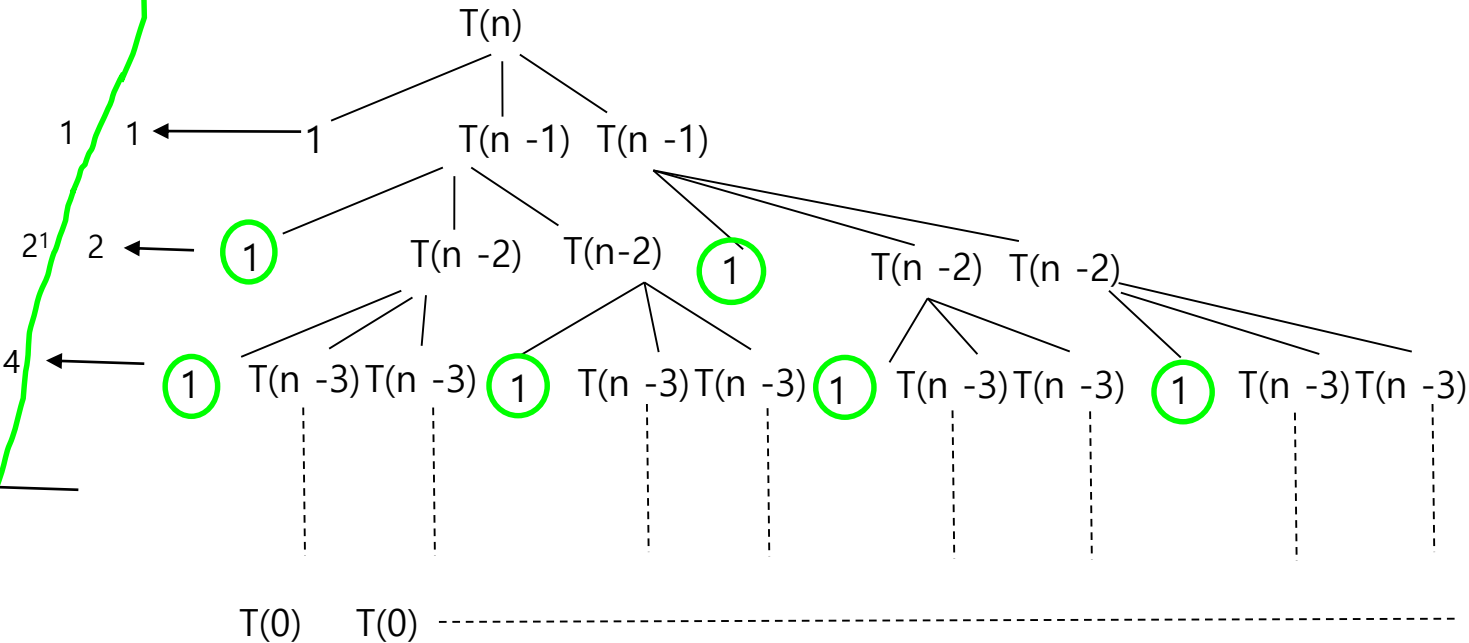 T(n)
1 1 1 T(n -1) T(n -1)
2¹ 2 1 T(n -2) T(n-2) 1 T(n -2) T(n -2)
4 1 T(n -3) T(n -3) 1 T(n -3) T(n -3) 1 T(n -3) T(n -3) 1 T(n -3) T(n -3)
T(0) T(0)